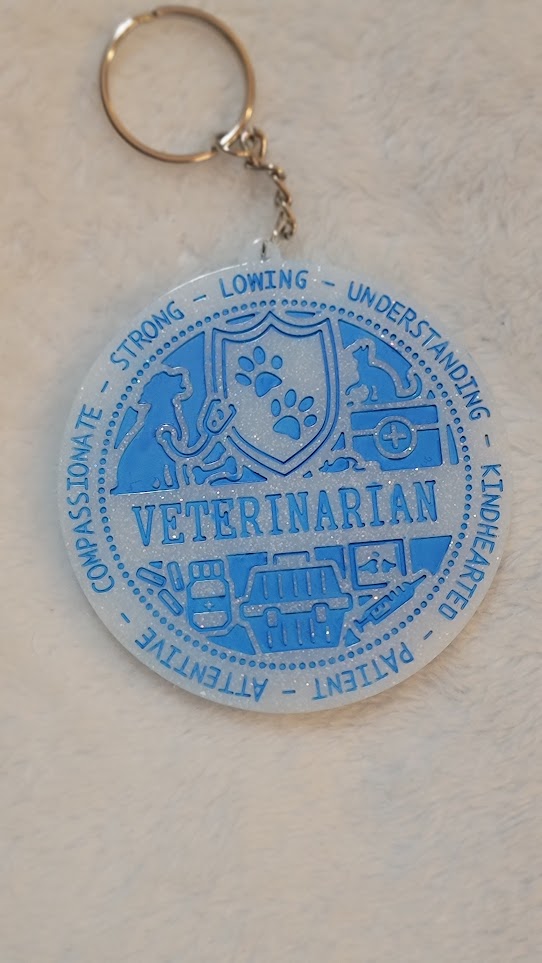 COMPASSIONATE - STRONG - LOWING - UNDERSTANDING - KINDHEARTED - PATIENT - ATTENTIVE -
VETERINARIAN